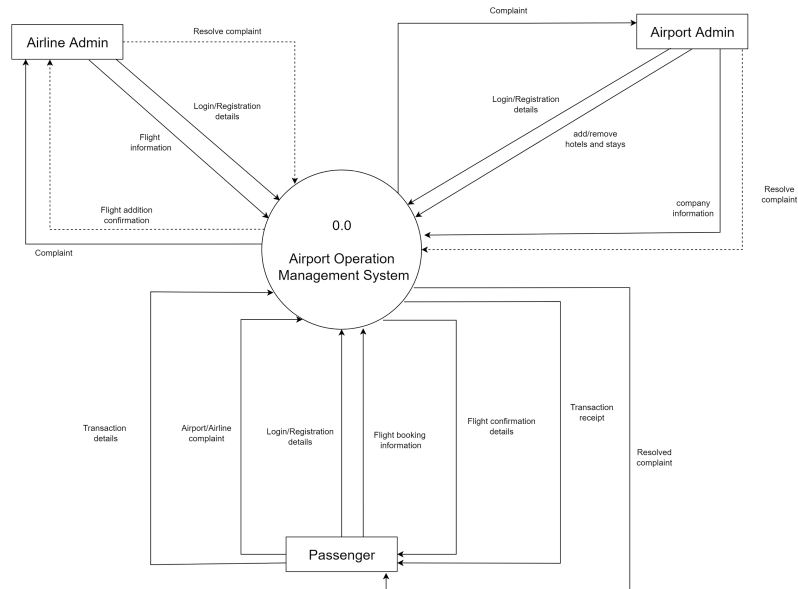 Complaint
Airline Admin
Resolve complaint
Airport Admin
Login/Registration
details
Flight
information
Login/Registration
details
add/remove
hotels and stays
Flight addition
confirmation
company
information
Resolve
complaint
Complaint
0.0
Airport Operation
Management System
Transaction
details
Airport/Airline
complaint
Login/Registration
details
Flight booking
information
Flight confirmation
details
Transaction
receipt
Resolved
complaint
Passenger